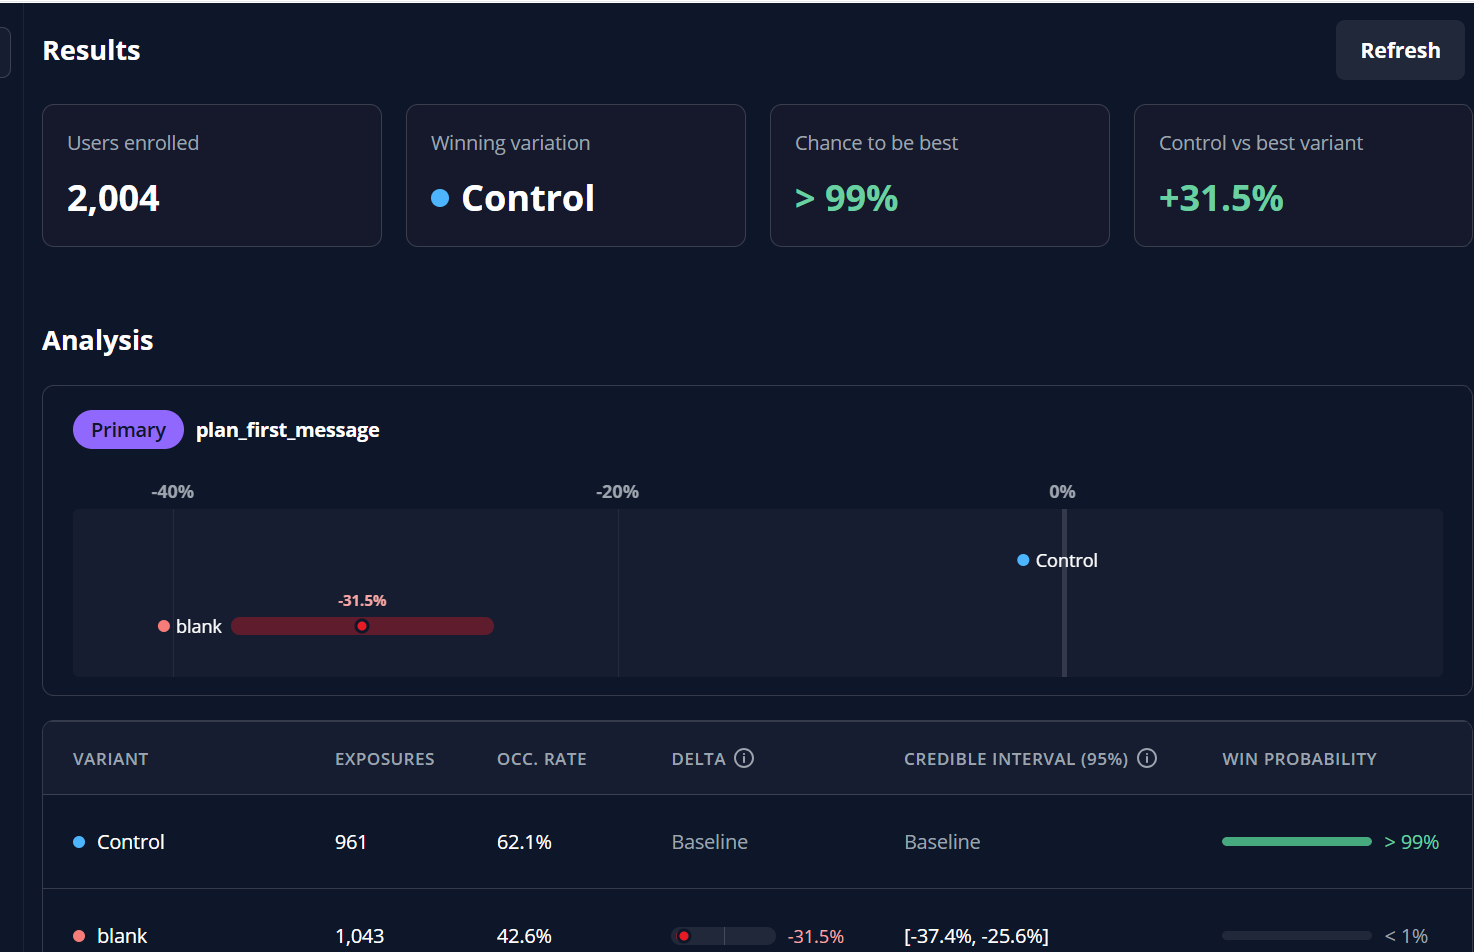 Results
Refresh
Users enrolled
2,004
Winning variation
Control
Chance to be best
> 99%
Control vs best variant
+31.5%
Analysis
Primary plan_first_message
-40% -20% 0%
Control
-31.5%
blank
VARIANT EXPOSURES OCC. RATE DELTA CREDIBLE INTERVAL (95%) WIN PROBABILITY
Control 961 62.1% Baseline Baseline > 99%
blank 1,043 42.6% -31.5% [-37.4%, -25.6%] < 1%